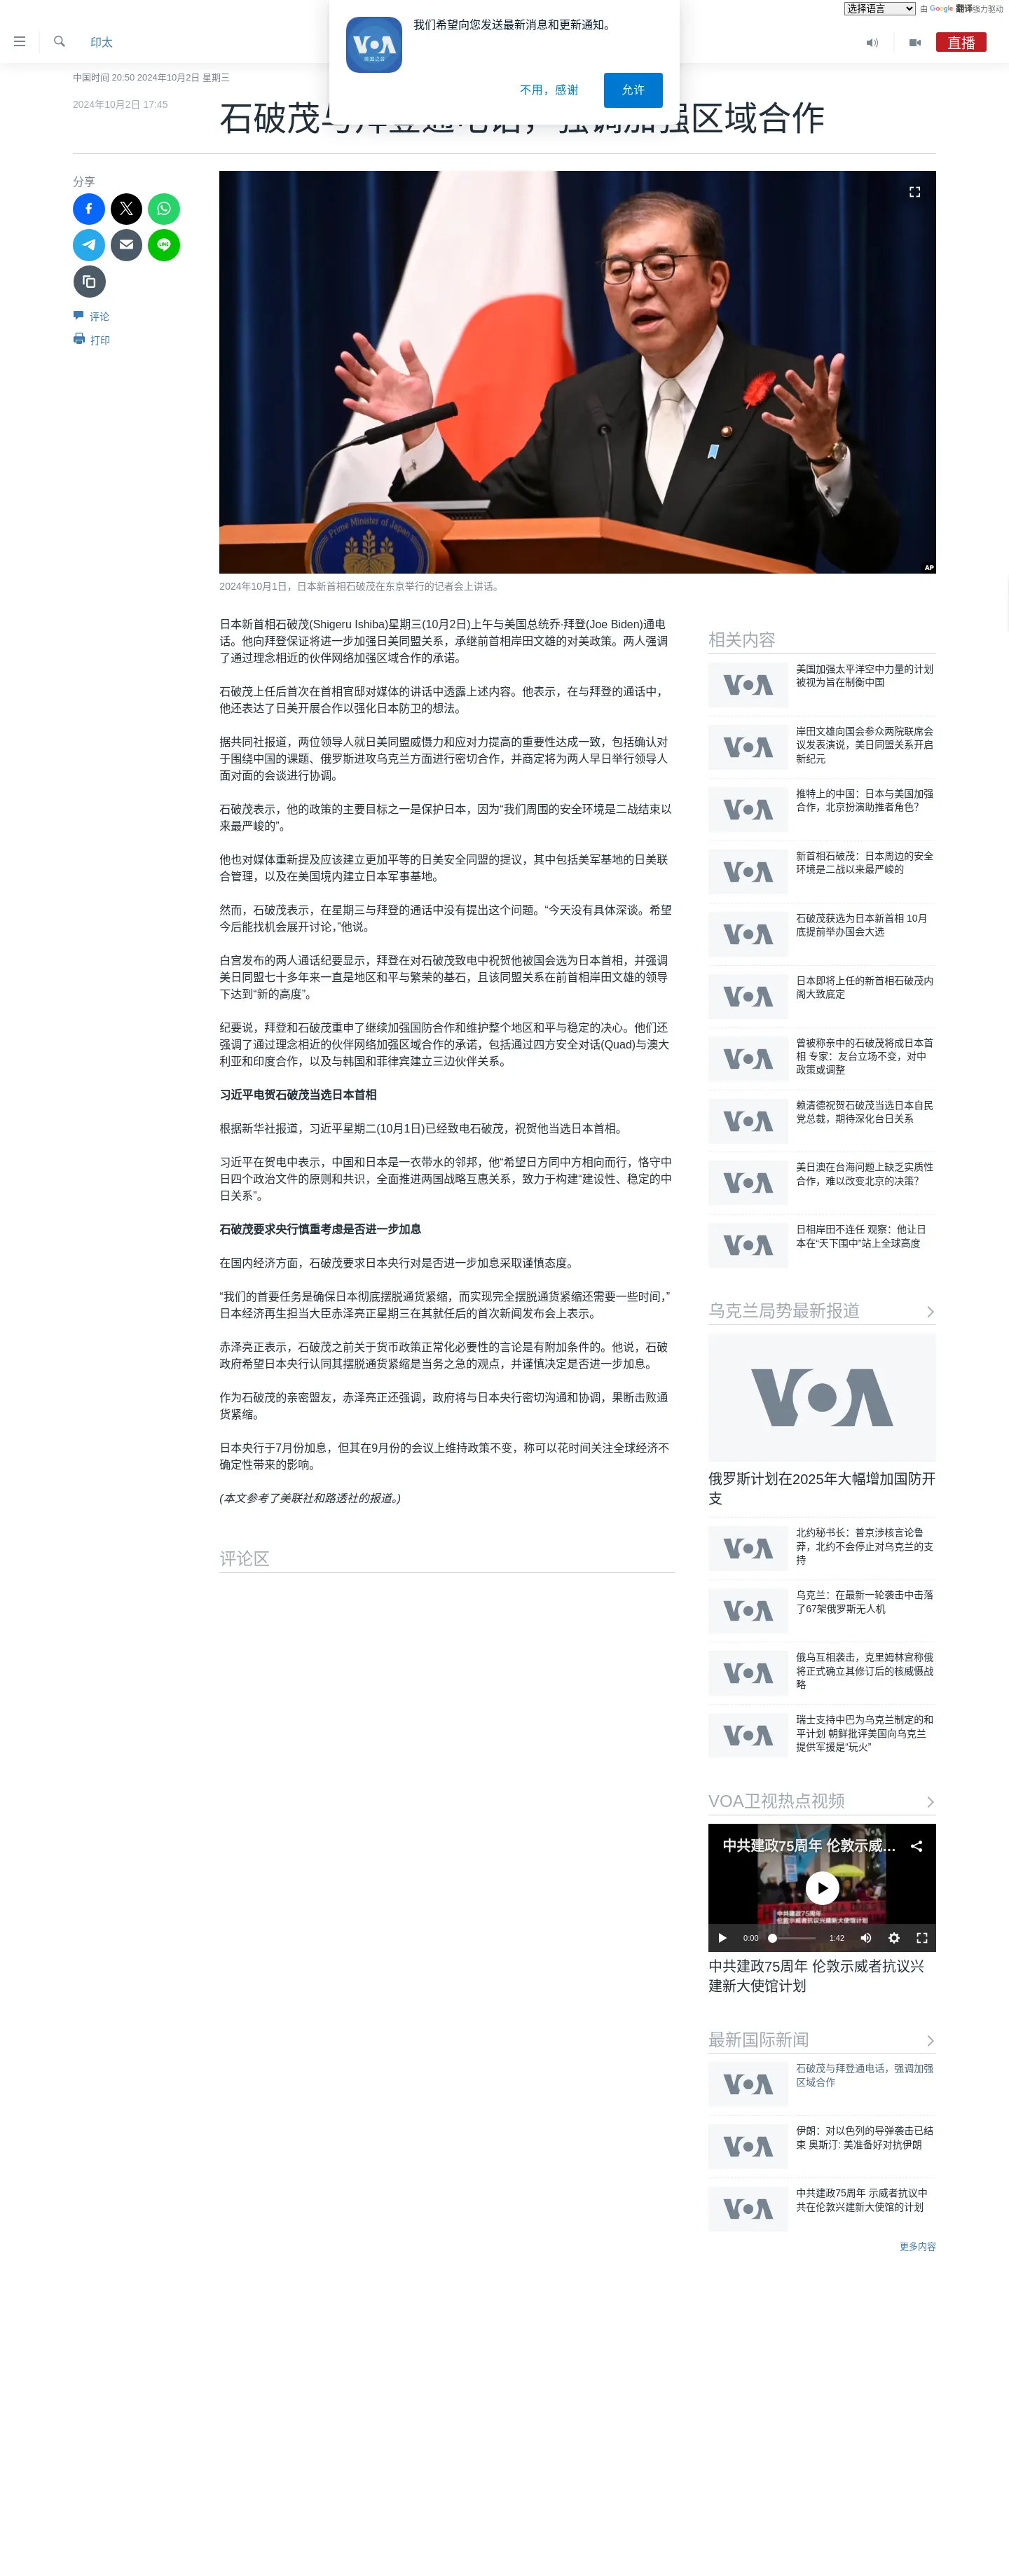 选择语言
由 Google 翻译强力驱动
我们希望向您发送最新消息和更新通知。
VOA
美国之音
不用，感谢
允许
印太
直播
中国时间 20:50 2024年10月2日 星期三
2024年10月2日 17:45
石破茂与拜登通电话，强调加强区域合作
分享
评论
打印
Prime Minister of Japan
AP
2024年10月1日，日本新首相石破茂在东京举行的记者会上讲话。
日本新首相石破茂(Shigeru Ishiba)星期三(10月2日)上午与美国总统乔·拜登(Joe Biden)通电
话。他向拜登保证将进一步加强日美同盟关系，承继前首相岸田文雄的对美政策。两人强调
了通过理念相近的伙伴网络加强区域合作的承诺。
石破茂上任后首次在首相官邸对媒体的讲话中透露上述内容。他表示，在与拜登的通话中，
他还表达了日美开展合作以强化日本防卫的想法。
据共同社报道，两位领导人就日美同盟威慑力和应对力提高的重要性达成一致，包括确认对
于围绕中国的课题、俄罗斯进攻乌克兰方面进行密切合作，并商定将为两人早日举行领导人
面对面的会谈进行协调。
石破茂表示，他的政策的主要目标之一是保护日本，因为“我们周围的安全环境是二战结束以
来最严峻的”。
他也对媒体重新提及应该建立更加平等的日美安全同盟的提议，其中包括美军基地的日美联
合管理，以及在美国境内建立日本军事基地。
然而，石破茂表示，在星期三与拜登的通话中没有提出这个问题。“今天没有具体深谈。希望
今后能找机会展开讨论，”他说。
白宫发布的两人通话纪要显示，拜登在对石破茂致电中祝贺他被国会选为日本首相，并强调
美日同盟七十多年来一直是地区和平与繁荣的基石，且该同盟关系在前首相岸田文雄的领导
下达到“新的高度”。
纪要说，拜登和石破茂重申了继续加强国防合作和维护整个地区和平与稳定的决心。他们还
强调了通过理念相近的伙伴网络加强区域合作的承诺，包括通过四方安全对话(Quad)与澳大
利亚和印度合作，以及与韩国和菲律宾建立三边伙伴关系。
习近平电贺石破茂当选日本首相
根据新华社报道，习近平星期二(10月1日)已经致电石破茂，祝贺他当选日本首相。
习近平在贺电中表示，中国和日本是一衣带水的邻邦，他“希望日方同中方相向而行，恪守中
日四个政治文件的原则和共识，全面推进两国战略互惠关系，致力于构建“建设性、稳定的中
日关系”。
石破茂要求央行慎重考虑是否进一步加息
在国内经济方面，石破茂要求日本央行对是否进一步加息采取谨慎态度。
“我们的首要任务是确保日本彻底摆脱通货紧缩，而实现完全摆脱通货紧缩还需要一些时间，”
日本经济再生担当大臣赤泽亮正星期三在其就任后的首次新闻发布会上表示。
赤泽亮正表示，石破茂之前关于货币政策正常化必要性的言论是有附加条件的。他说，石破
政府希望日本央行认同其摆脱通货紧缩是当务之急的观点，并谨慎决定是否进一步加息。
作为石破茂的亲密盟友，赤泽亮正还强调，政府将与日本央行密切沟通和协调，果断击败通
货紧缩。
日本央行于7月份加息，但其在9月份的会议上维持政策不变，称可以花时间关注全球经济不
确定性带来的影响。
(本文参考了美联社和路透社的报道。)
评论区
相关内容
VOA
美国加强太平洋空中力量的计划
被视为旨在制衡中国
VOA
岸田文雄向国会参众两院联席会
议发表演说，美日同盟关系开启
新纪元
VOA
推特上的中国：日本与美国加强
合作，北京扮演助推者角色？
VOA
新首相石破茂：日本周边的安全
环境是二战以来最严峻的
VOA
石破茂获选为日本新首相 10月
底提前举办国会大选
VOA
日本即将上任的新首相石破茂内
阁大致底定
VOA
曾被称亲中的石破茂将成日本首
相 专家：友台立场不变，对中
政策或调整
VOA
赖清德祝贺石破茂当选日本自民
党总裁，期待深化台日关系
VOA
美日澳在台海问题上缺乏实质性
合作，难以改变北京的决策？
VOA
日相岸田不连任 观察：他让日
本在“天下围中”站上全球高度
乌克兰局势最新报道
VOA
俄罗斯计划在2025年大幅增加国防开
支
VOA
北约秘书长：普京涉核言论鲁
莽，北约不会停止对乌克兰的支
持
VOA
乌克兰：在最新一轮袭击中击落
了67架俄罗斯无人机
VOA
俄乌互相袭击，克里姆林宫称俄
将正式确立其修订后的核威慑战
略
VOA
瑞士支持中巴为乌克兰制定的和
平计划 朝鲜批评美国向乌克兰
提供军援是“玩火”
VOA卫视热点视频
中共建政75周年 伦敦示威...
VOA
中共建政75周年
伦敦示威者抗议兴建新大使馆计划
0:00
1:42
中共建政75周年 伦敦示威者抗议兴
建新大使馆计划
最新国际新闻
VOA
石破茂与拜登通电话，强调加强
区域合作
VOA
伊朗：对以色列的导弹袭击已结
束 奥斯汀: 美准备好对抗伊朗
VOA
中共建政75周年 示威者抗议中
共在伦敦兴建新大使馆的计划
更多内容